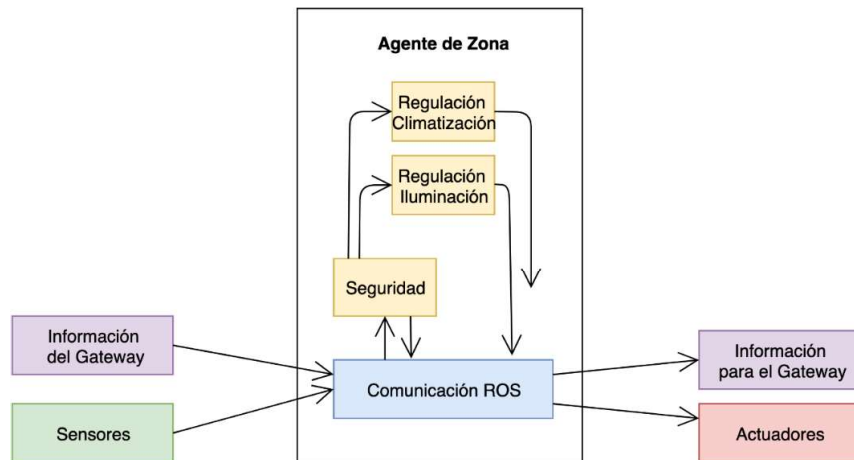 Agente de Zona
Regulación
Climatización
Regulación
Iluminación
Seguridad
Información
del Gateway
Comunicación ROS
Información
para el Gateway
Sensores
Actuadores